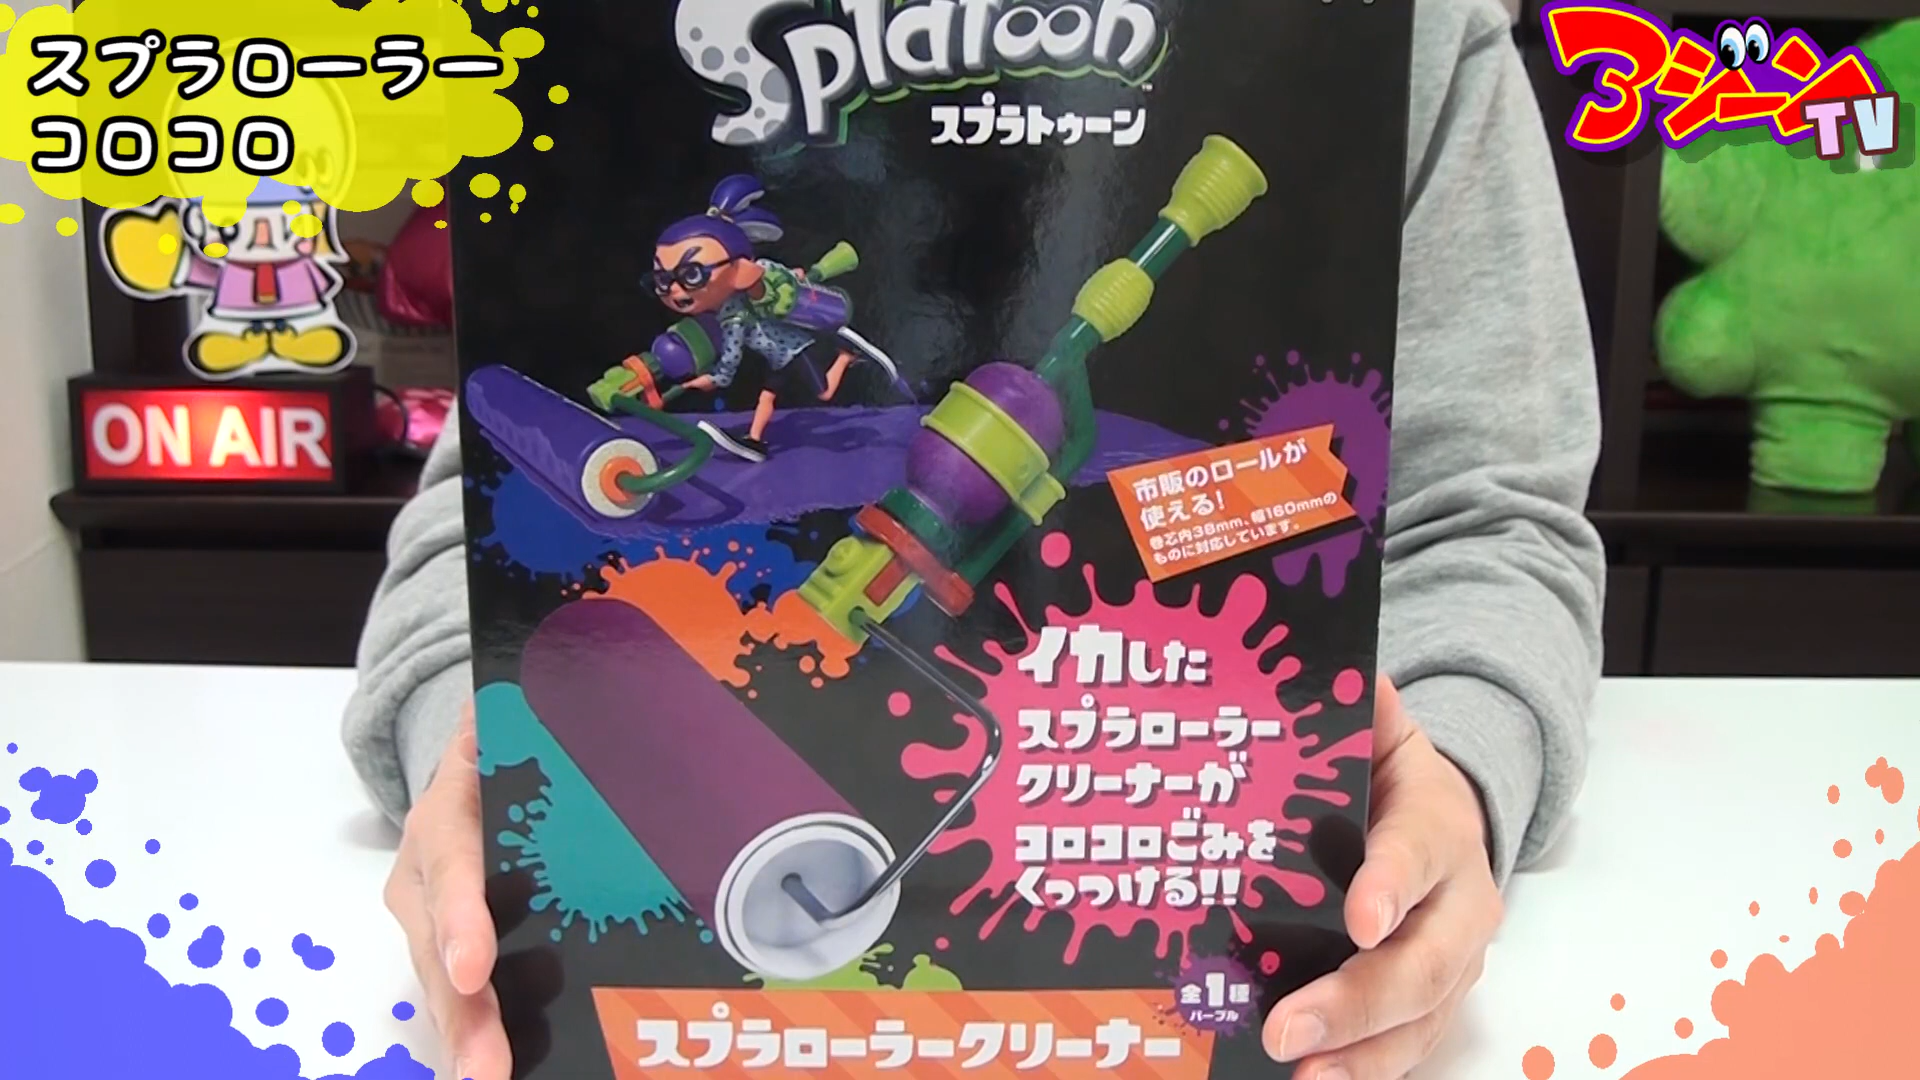 スプラローラー
コロコロ
アジーンTV
Splatoon
スプラトゥーン
ON AIR
市販のロールが
使える!
巻芯内38mm、幅160mmの
ものに対応しています。
イカした
スプラローラー
クリーナーが
コロコロごみを
くっつける!!
全1種
パープル
スプラローラークリーナー